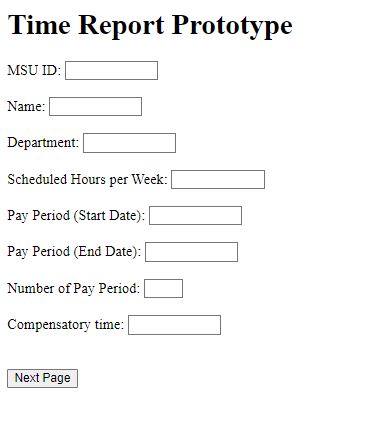 Time Report Prototype
MSU ID:
Name:
Department:
Scheduled Hours per Week:
Pay Period (Start Date):
Pay Period (End Date):
Number of Pay Period:
Compensatory time:
Next Page